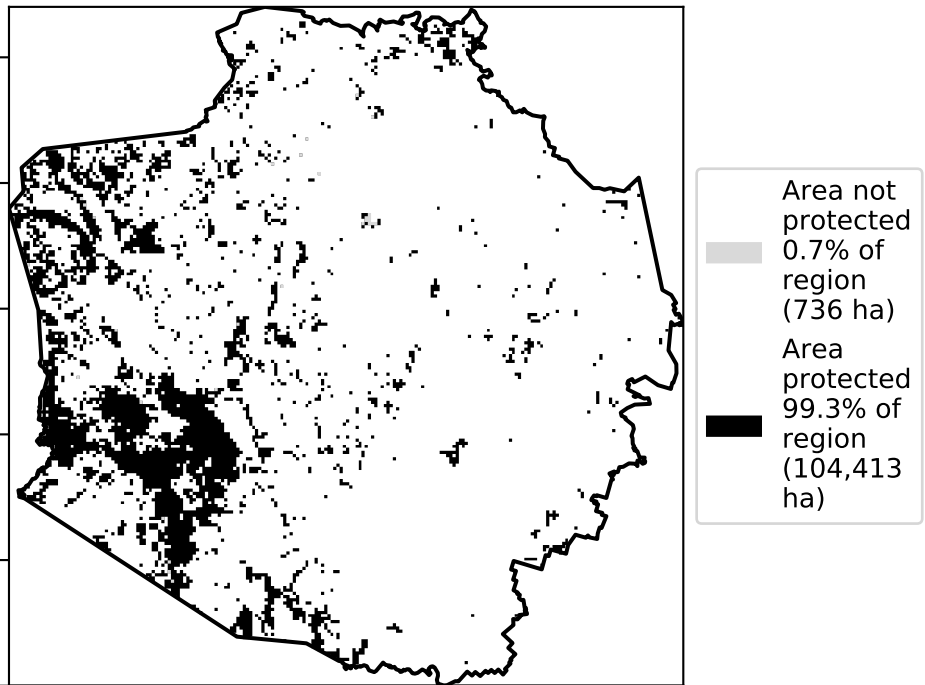 Area not
protected
0.7% of
region
(736 ha)
Area
protected
99.3% of
region
(104,413
ha)